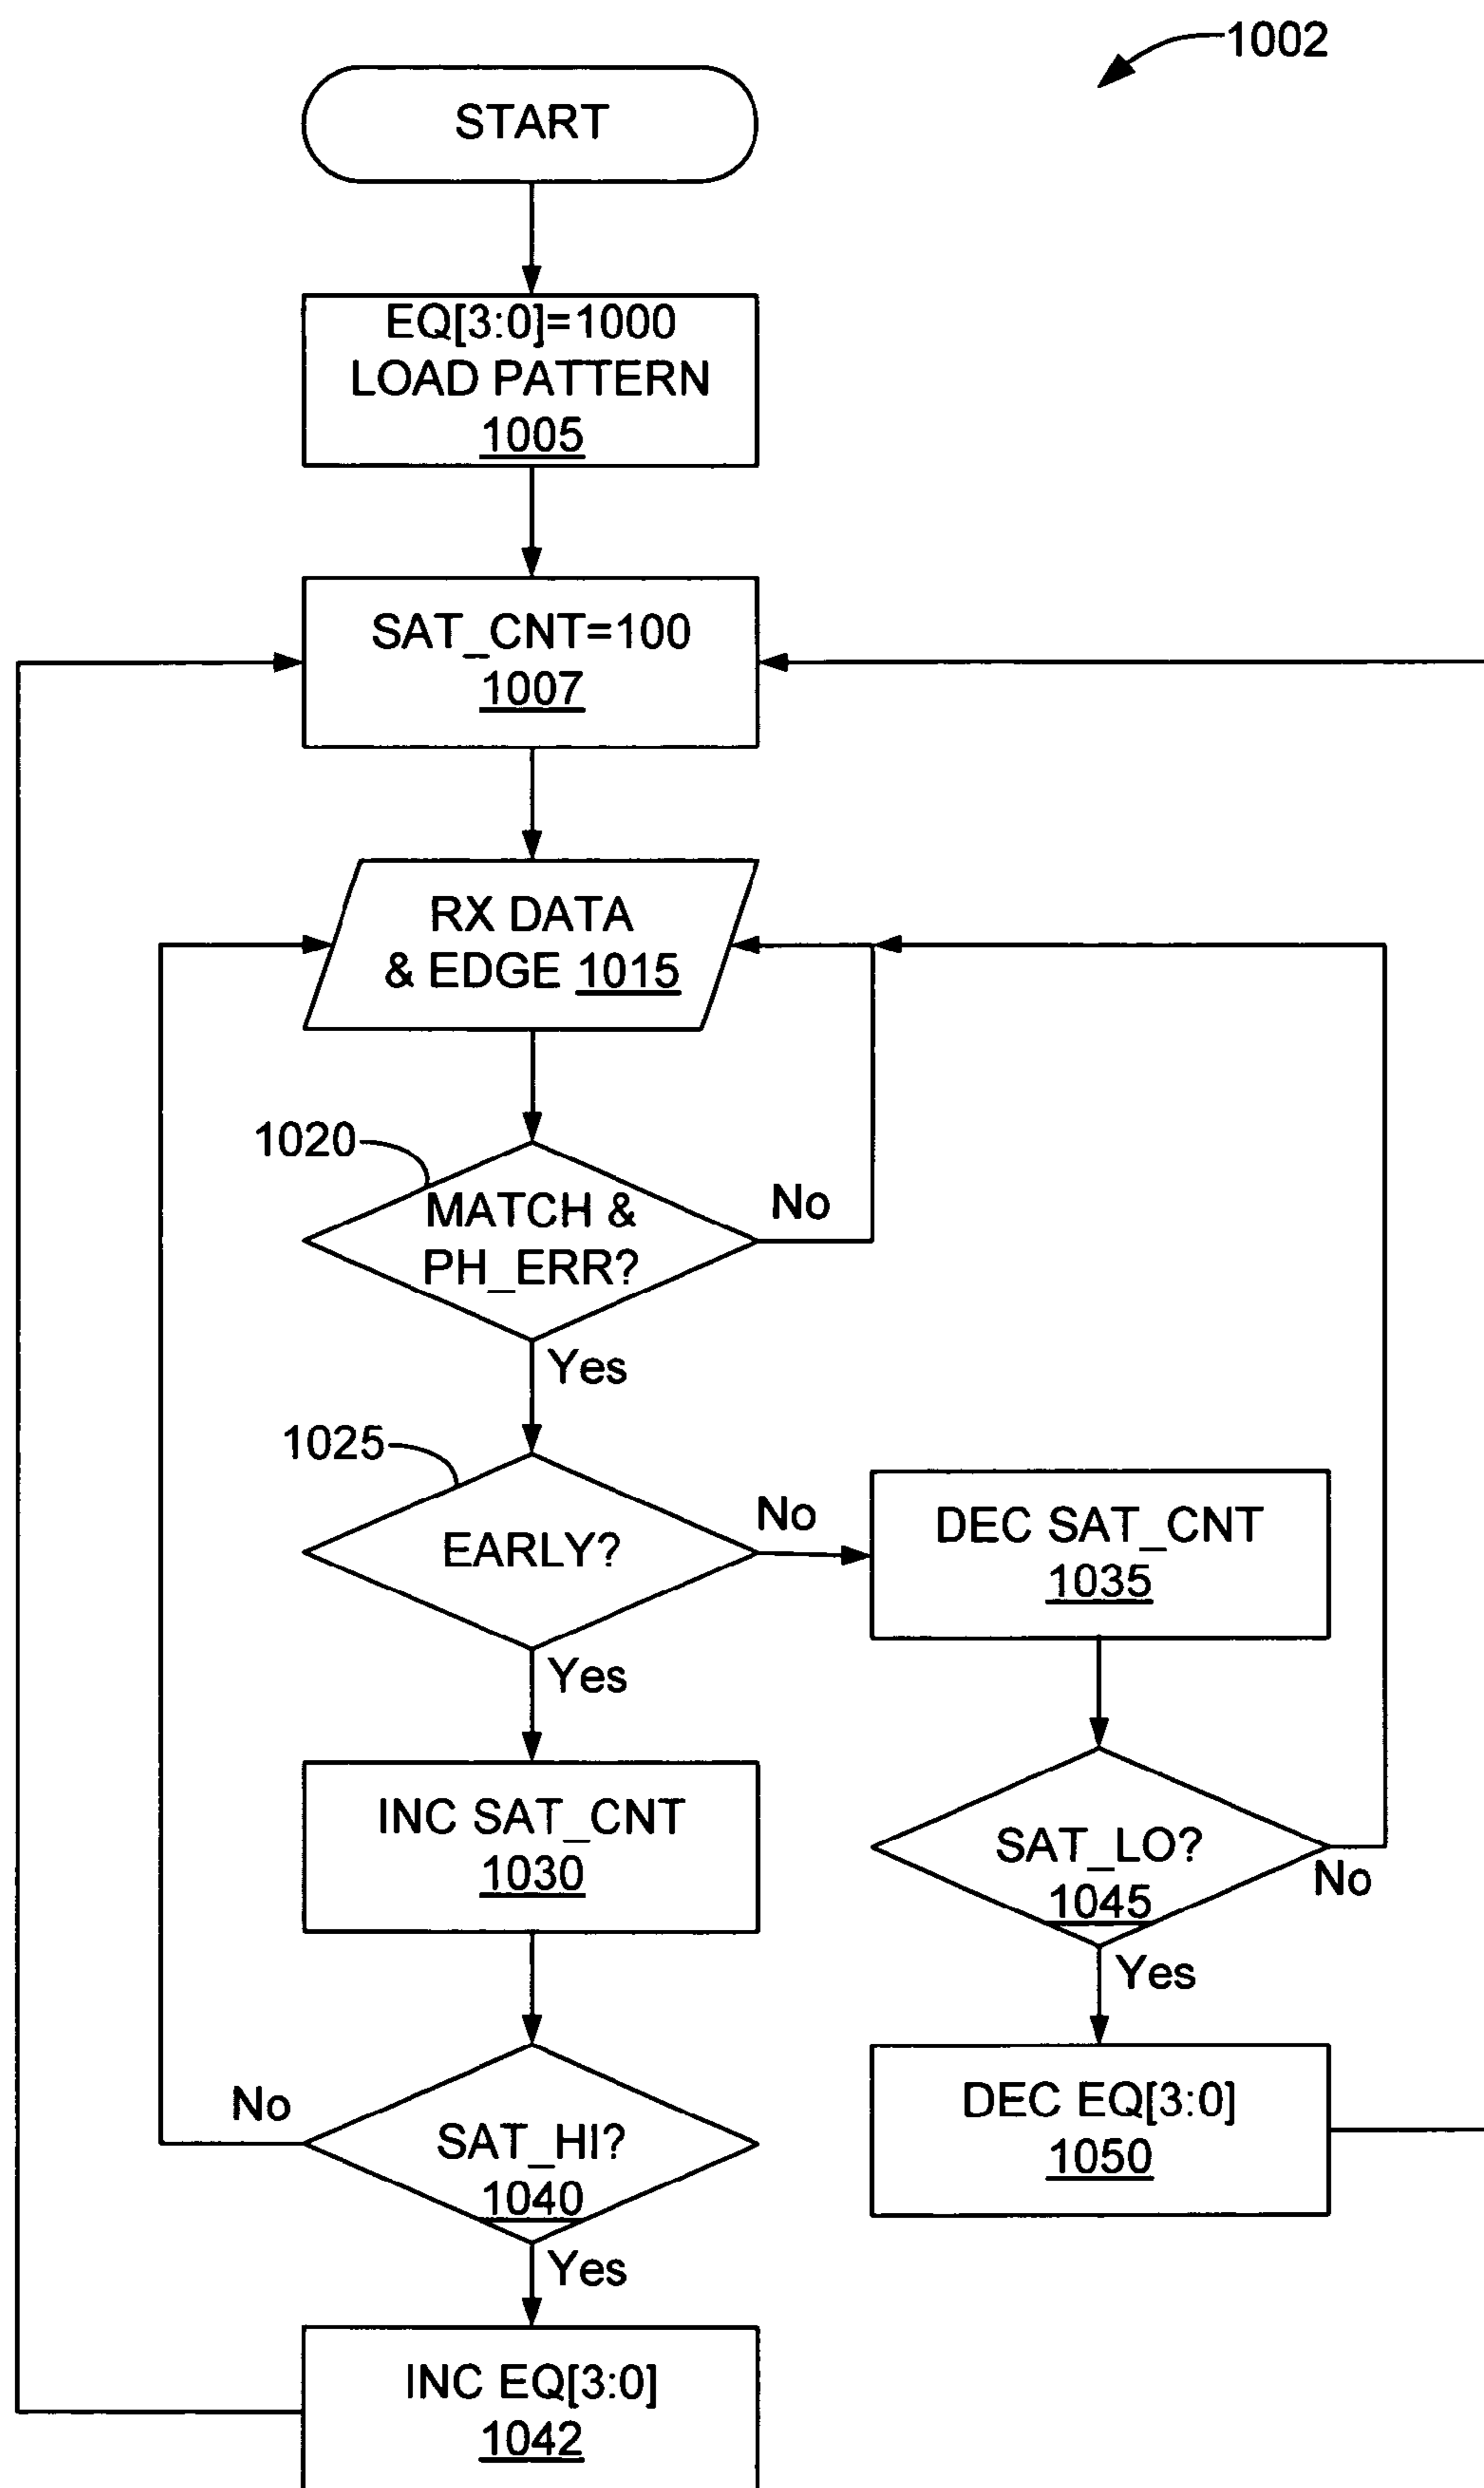 1002
START
EQ[3:0]=1000
LOAD PATTERN
1005
SAT_CNT=100
1007
RX DATA
& EDGE 1015
1020
MATCH &
PH_ERR?
No
Yes
1025
EARLY?
No
DEC SAT_CNT
1035
Yes
INC SAT_CNT
1030
SAT_LO?
1045
No
Yes
DEC EQ[3:0]
1050
No
SAT_HI?
1040
Yes
INC EQ[3:0]
1042